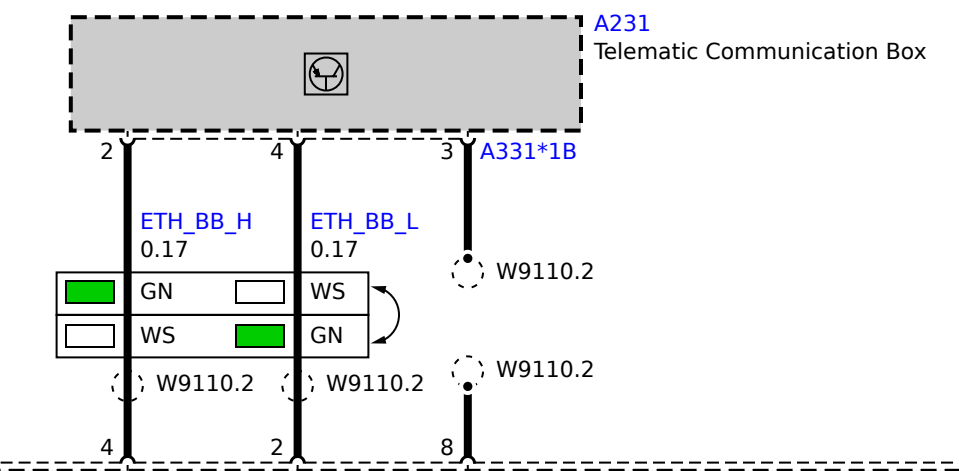 A231
Telematic Communication Box
2
4
3
A331*1B
ETH_BB_H
ETH_BB_L
0.17
0.17
W9110.2
GN
WS
WS
GN
W9110.2
W9110.2
W9110.2
4
2
8